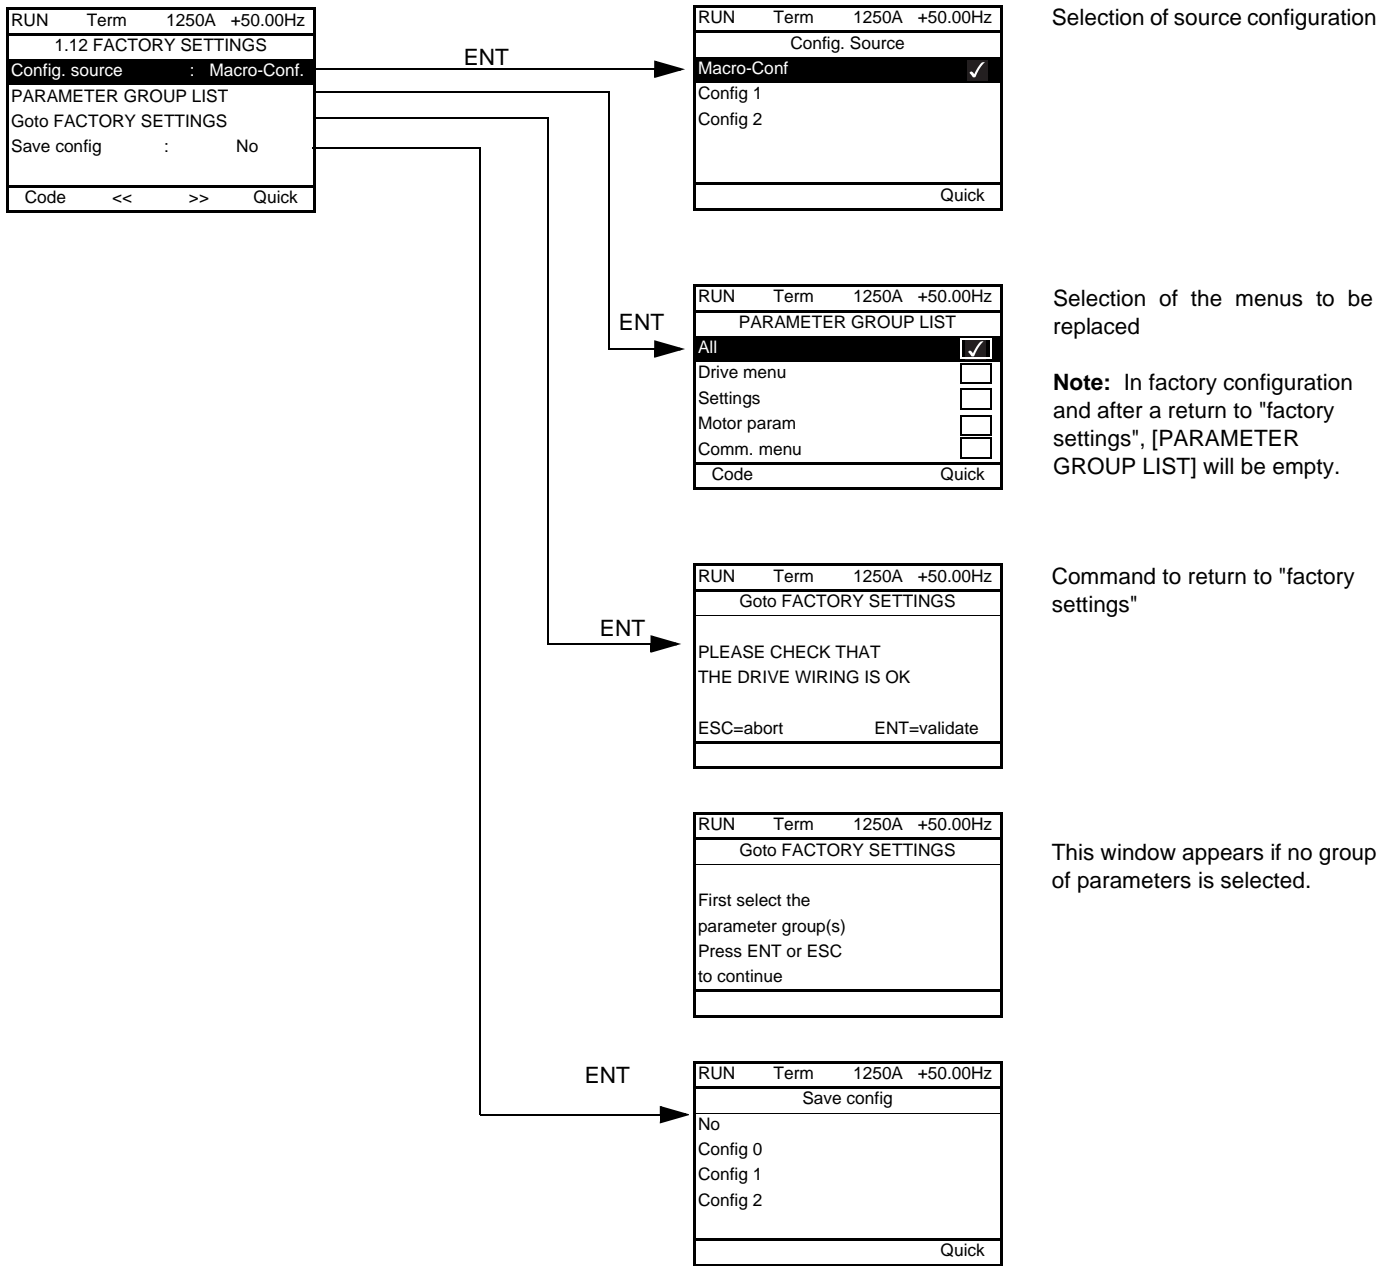 RUN Term 1250A +50.00Hz
1.12 FACTORY SETTINGS
Config. source : Macro-Conf.
PARAMETER GROUP LIST
Goto FACTORY SETTINGS
Save config : No
Code << >> Quick
ENT
RUN Term 1250A +50.00Hz
Config. Source
Macro-Conf
Config 1
Config 2
Quick
Selection of source configuration
ENT
RUN Term 1250A +50.00Hz
PARAMETER GROUP LIST
All
Drive menu
Settings
Motor param
Comm. menu
Code Quick
Selection of the menus to be
replaced
Note: In factory configuration
and after a return to "factory
settings", [PARAMETER
GROUP LIST] will be empty.
ENT
RUN Term 1250A +50.00Hz
Goto FACTORY SETTINGS
PLEASE CHECK THAT
THE DRIVE WIRING IS OK
ESC=abort ENT=validate
Command to return to "factory
settings"
RUN Term 1250A +50.00Hz
Goto FACTORY SETTINGS
First select the
parameter group(s)
Press ENT or ESC
to continue
This window appears if no group
of parameters is selected.
ENT
RUN Term 1250A +50.00Hz
Save config
No
Config 0
Config 1
Config 2
Quick